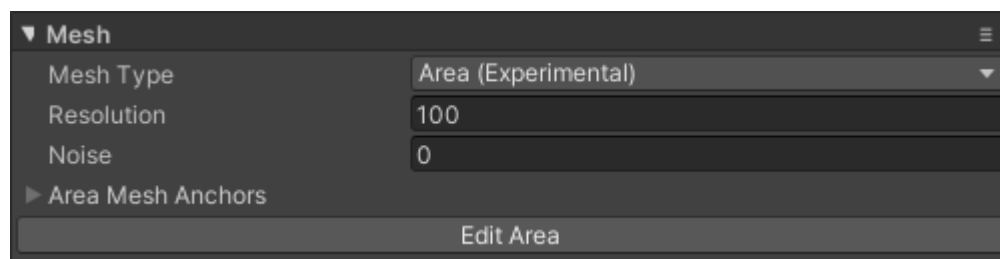 Mesh
Mesh Type Area (Experimental)
Resolution 100
Noise 0
Area Mesh Anchors
Edit Area